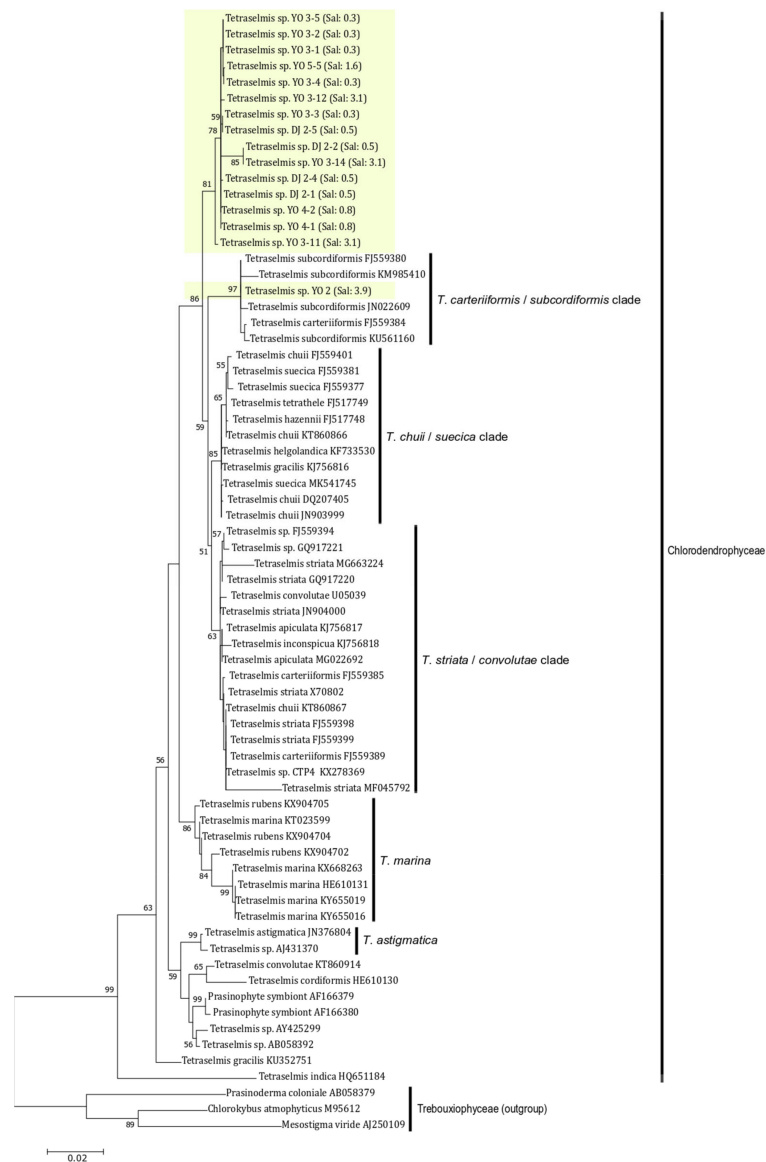 Tetraselmis sp. YO 3-5 (Sal: 0.3)
Tetraselmis sp. YO 3-2 (Sal: 0.3)
Tetraselmis sp. YO 3-1 (Sal: 0.3)
Tetraselmis sp. YO 5-5 (Sal: 1.6)
Tetraselmis sp. YO 3-4 (Sal: 0.3)
Tetraselmis sp. YO 3-12 (Sal: 3.1)
59 Tetraselmis sp. YO 3-3 (Sal: 0.3)
78 Tetraselmis sp. DJ 2-5 (Sal: 0.5)
Tetraselmis sp. DJ 2-2 (Sal: 0.5)
85 Tetraselmis sp. YO 3-14 (Sal: 3.1)
Tetraselmis sp. DJ 2-4 (Sal: 0.5)
81
Tetraselmis sp. DJ 2-1 (Sal: 0.5)
Tetraselmis sp. YO 4-2 (Sal: 0.8)
Tetraselmis sp. YO 4-1 (Sal: 0.8)
Tetraselmis sp. YO 3-11 (Sal: 3.1)
Tetraselmis subcordiformis FJ559380
Tetraselmis subcordiformis KM985410
97 Tetraselmis sp. YO 2 (Sal: 3.9)
T. carteriiformis / subcordiformis clade
86 Tetraselmis subcordiformis JN022609
Tetraselmis carteriiformis FJ559384
Tetraselmis subcordiformis KU561160
Tetraselmis chuii FJ559401
55 Tetraselmis suecica FJ559381
Tetraselmis suecica FJ559377
65 Tetraselmis tetrathele FJ517749
Tetraselmis hazennii FJ517748
59 Tetraselmis chuii KT860866
T. chuii / suecica clade
85 Tetraselmis helgolandica KF733530
Tetraselmis gracilis KJ756816
Tetraselmis suecica MK541745
Tetraselmis chuii DQ207405
Tetraselmis chuii JN903999
57 Tetraselmis sp. FJ559394
51 Tetraselmis sp. GQ917221
Chlorodendrophyceae
Tetraselmis striata MG663224
Tetraselmis striata GQ917220
Tetraselmis convolutae U05039
Tetraselmis striata JN904000
Tetraselmis apiculata KJ756817
63 Tetraselmis inconspicua KJ756818
Tetraselmis apiculata MG022692
T. striata / convolutae clade
Tetraselmis carteriiformis FJ559385
Tetraselmis striata X70802
Tetraselmis chuii KT860867
Tetraselmis striata FJ559398
Tetraselmis striata FJ559399
Tetraselmis carteriiformis FJ559389
56 Tetraselmis sp. CTP4 KX278369
Tetraselmis striata MF045792
Tetraselmis rubens KX904705
86 Tetraselmis marina KT023599
Tetraselmis rubens KX904704
Tetraselmis rubens KX904702
T. marina
84 Tetraselmis marina KX668263
Tetraselmis marina HE610131
99 Tetraselmis marina KY655019
63 Tetraselmis marina KY655016
99 Tetraselmis astigmatica JN376804
T. astigmatica
Tetraselmis sp. AJ431370
65 Tetraselmis convolutae KT860914
59 Tetraselmis cordiformis HE610130
99 99 Prasinophyte symbiont AF166379
Prasinophyte symbiont AF166380
Tetraselmis sp. AY425299
56 Tetraselmis sp. AB058392
Tetraselmis gracilis KU352751
Tetraselmis indica HQ651184
Prasinoderma coloniale AB058379
Chlorokybus atmophyticus M95612
Trebouxiophyceae (outgroup)
89 Mesostigma viride AJ250109
0.02